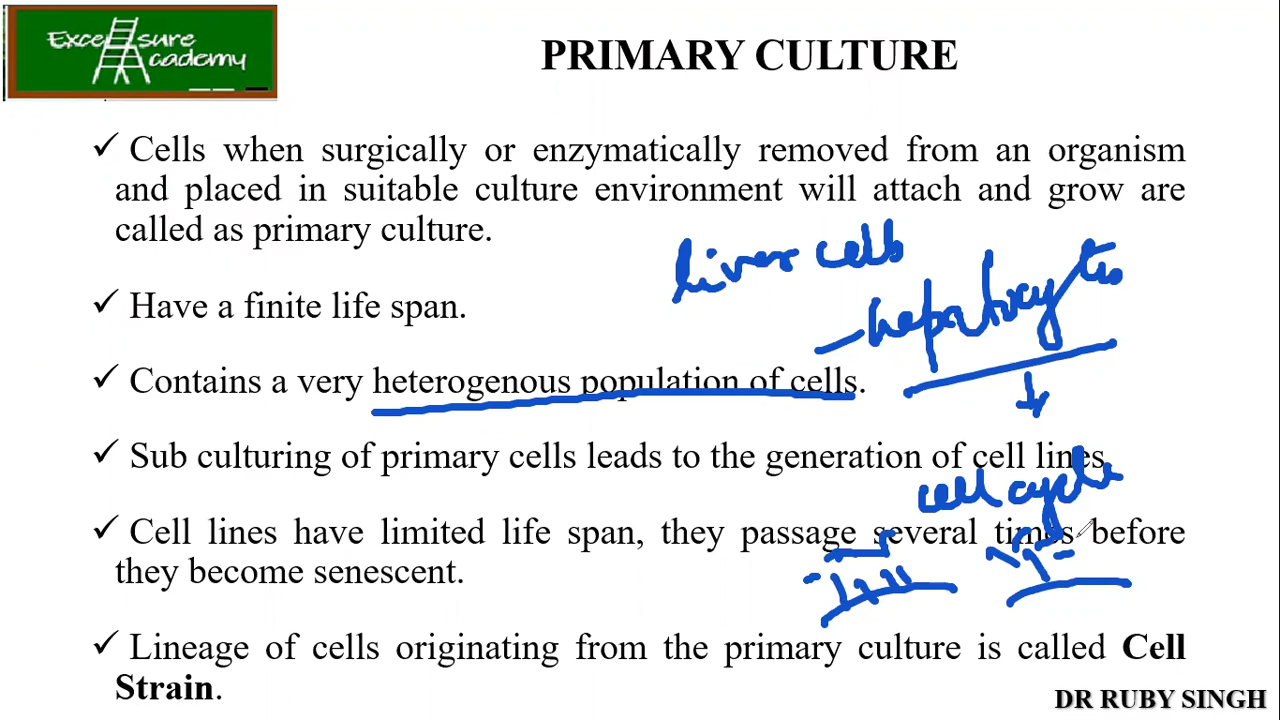 Excel sure
Academy
PRIMARY CULTURE
✓ Cells when surgically or enzymatically removed from an organism
and placed in suitable culture environment will attach and grow are
called as primary culture.
liver cells
✓ Have a finite life span.
hepatocytes
✓ Contains a very heterogenous population of cells.
✓ Sub culturing of primary cells leads to the generation of cell lines.
cell cycle
✓ Cell lines have limited life span, they passage several times before
they become senescent.
✓ Lineage of cells originating from the primary culture is called Cell
Strain.
DR RUBY SINGH